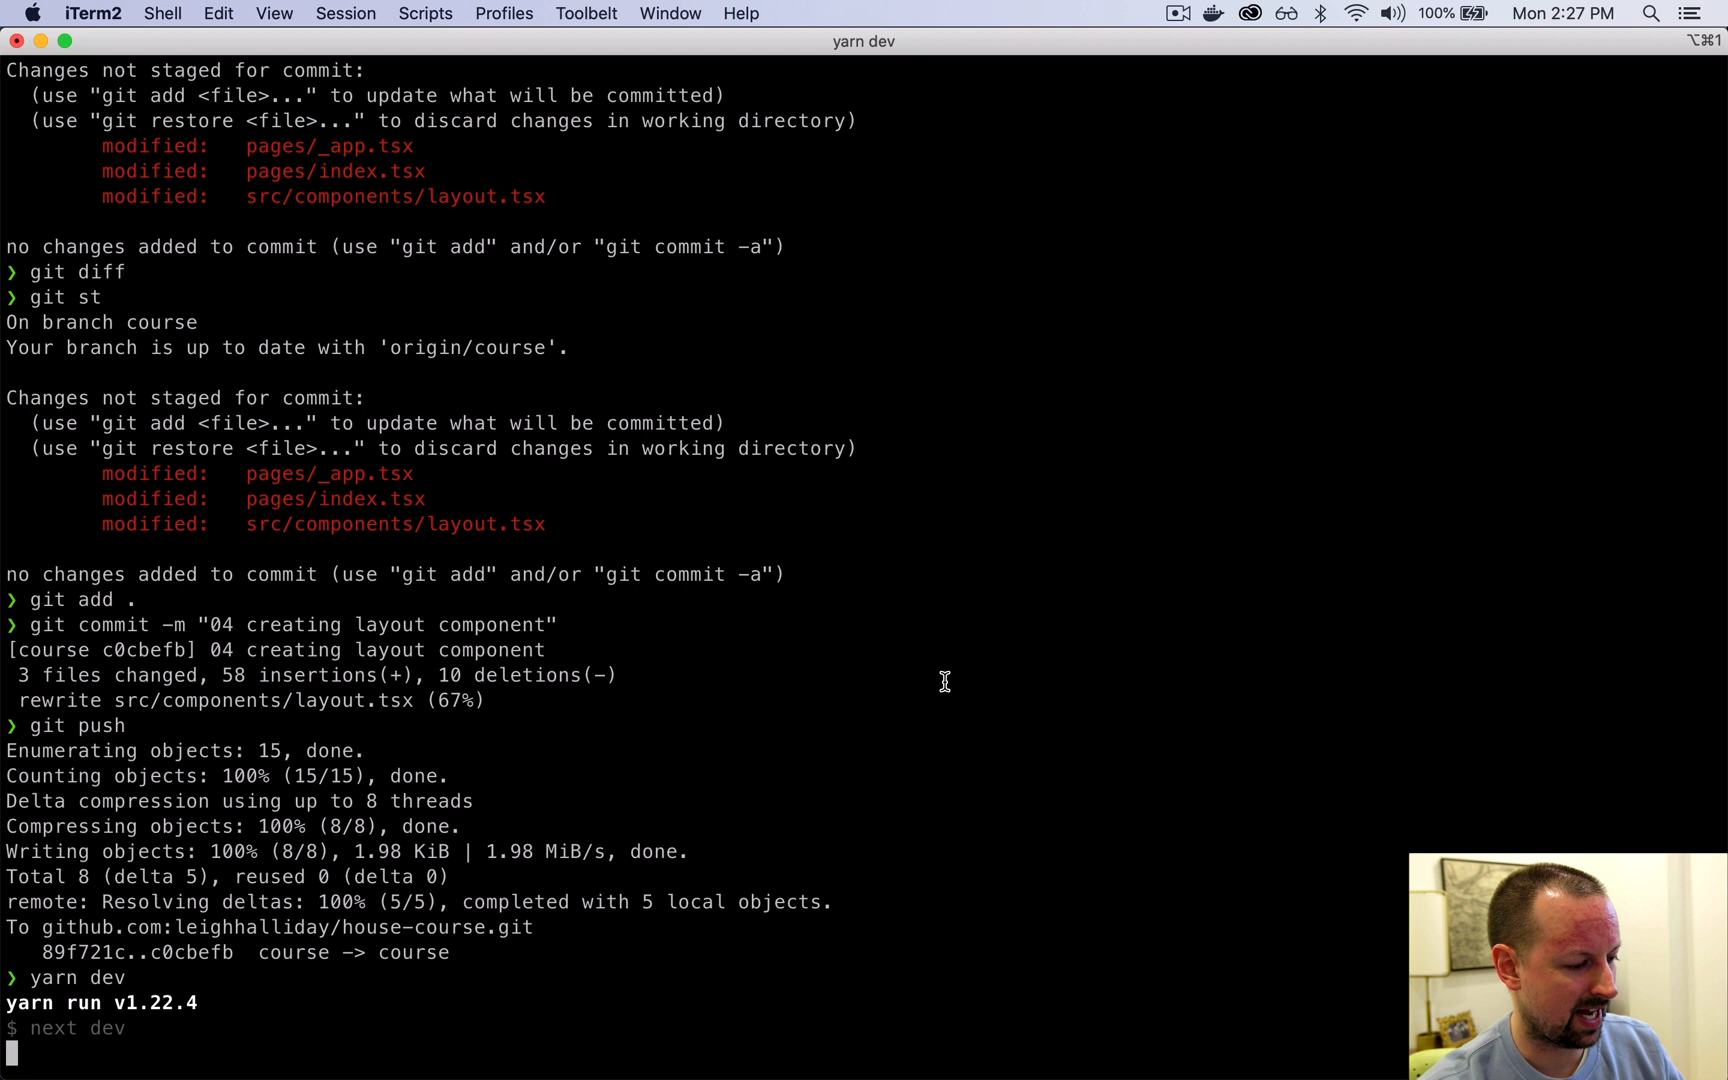 iTerm2 Shell Edit View Session Scripts Profiles Toolbelt Window Help 100% Mon 2:27 PM
yarn dev ⌥⌘1
Changes not staged for commit:
(use "git add <file>..." to update what will be committed)
(use "git restore <file>..." to discard changes in working directory)
modified: pages/_app.tsx
modified: pages/index.tsx
modified: src/components/layout.tsx
no changes added to commit (use "git add" and/or "git commit -a")
❯ git diff
❯ git st
On branch course
Your branch is up to date with 'origin/course'.
Changes not staged for commit:
(use "git add <file>..." to update what will be committed)
(use "git restore <file>..." to discard changes in working directory)
modified: pages/_app.tsx
modified: pages/index.tsx
modified: src/components/layout.tsx
no changes added to commit (use "git add" and/or "git commit -a")
❯ git add .
❯ git commit -m "04 creating layout component"
[course c0cbefb] 04 creating layout component
3 files changed, 58 insertions(+), 10 deletions(-)
rewrite src/components/layout.tsx (67%)
❯ git push
Enumerating objects: 15, done.
Counting objects: 100% (15/15), done.
Delta compression using up to 8 threads
Compressing objects: 100% (8/8), done.
Writing objects: 100% (8/8), 1.98 KiB | 1.98 MiB/s, done.
Total 8 (delta 5), reused 0 (delta 0)
remote: Resolving deltas: 100% (5/5), completed with 5 local objects.
To github.com:leighhalliday/house-course.git
89f721c..c0cbefb course -> course
❯ yarn dev
yarn run v1.22.4
$ next dev